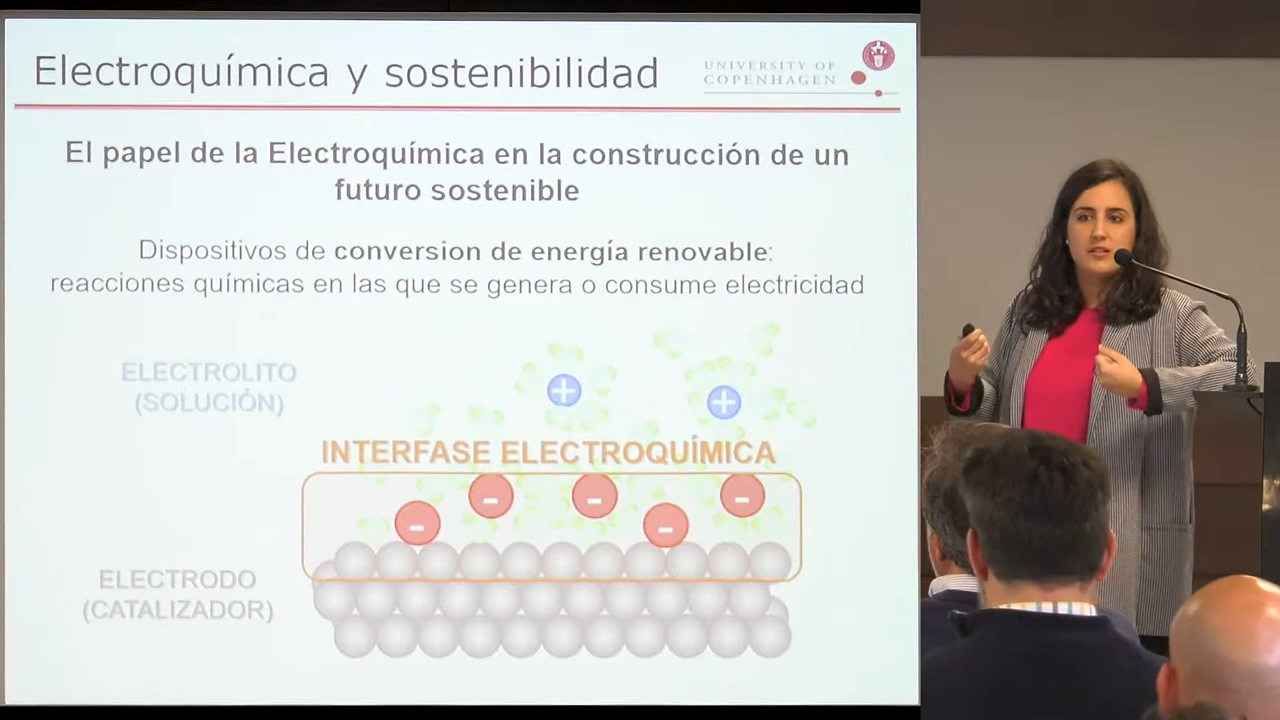 Electroquímica y sostenibilidad
UNIVERSITY OF
COPENHAGEN
El papel de la Electroquímica en la construcción de un
futuro sostenible
Dispositivos de conversion de energía renovable:
reacciones químicas en las que se genera o consume electricidad
ELECTROLITO
(SOLUCIÓN)
+
+
INTERFASE ELECTROQUÍMICA
-
-
-
-
-
ELECTRODO
(CATALIZADOR)